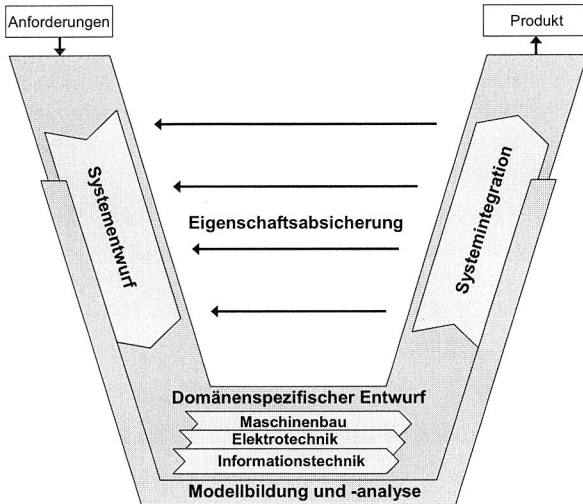 Anforderungen
Produkt
Systementwurf
Eigenschaftsabsicherung
Systemintegration
Domänenspezifischer Entwurf
Maschinenbau
Elektrotechnik
Informationstechnik
Modellbildung und -analyse